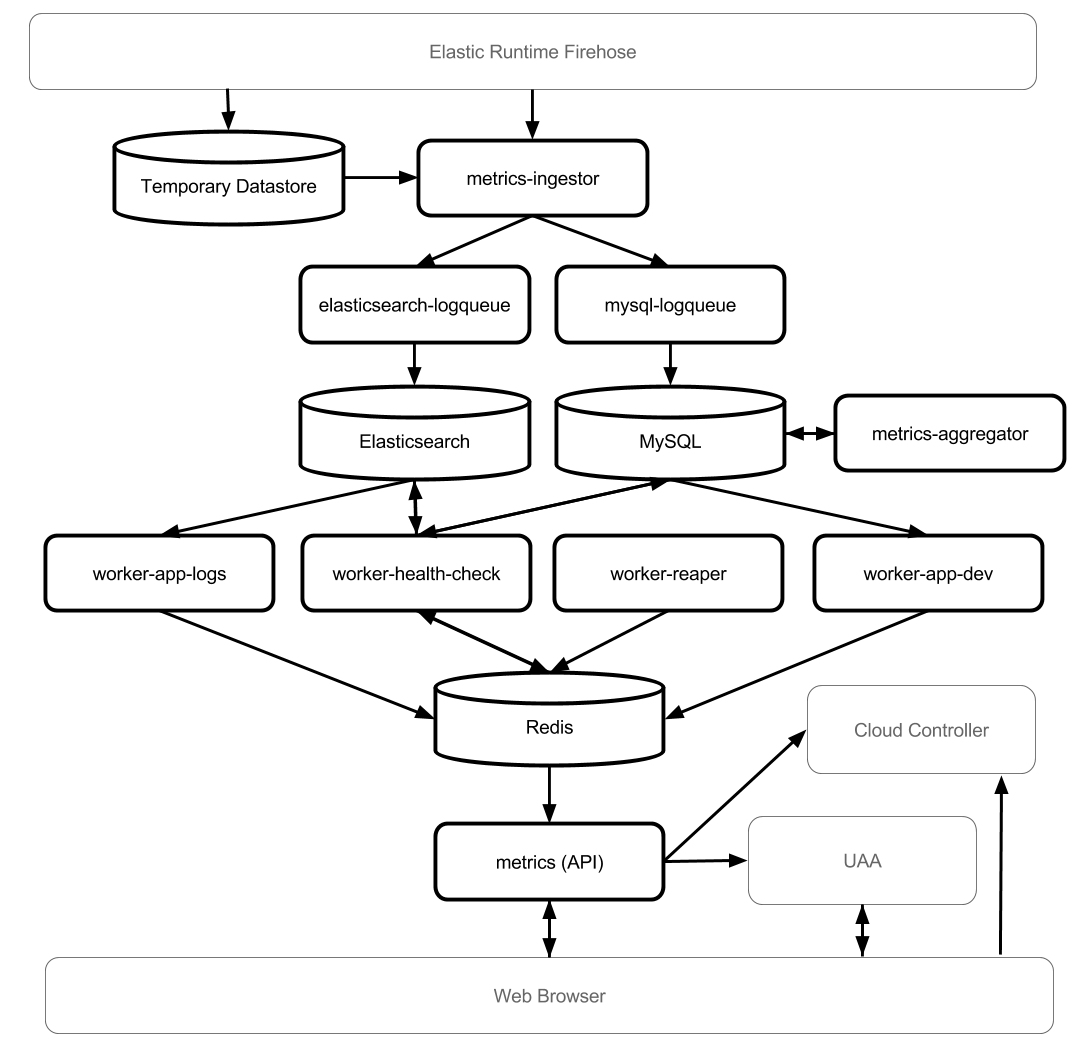 Elastic Runtime Firehose
Temporary Datastore
metrics-ingestor
elasticsearch-logqueue
mysql-logqueue
Elasticsearch
MySQL
metrics-aggregator
worker-app-logs
worker-health-check
worker-reaper
worker-app-dev
Redis
Cloud Controller
metrics (API)
UAA
Web Browser